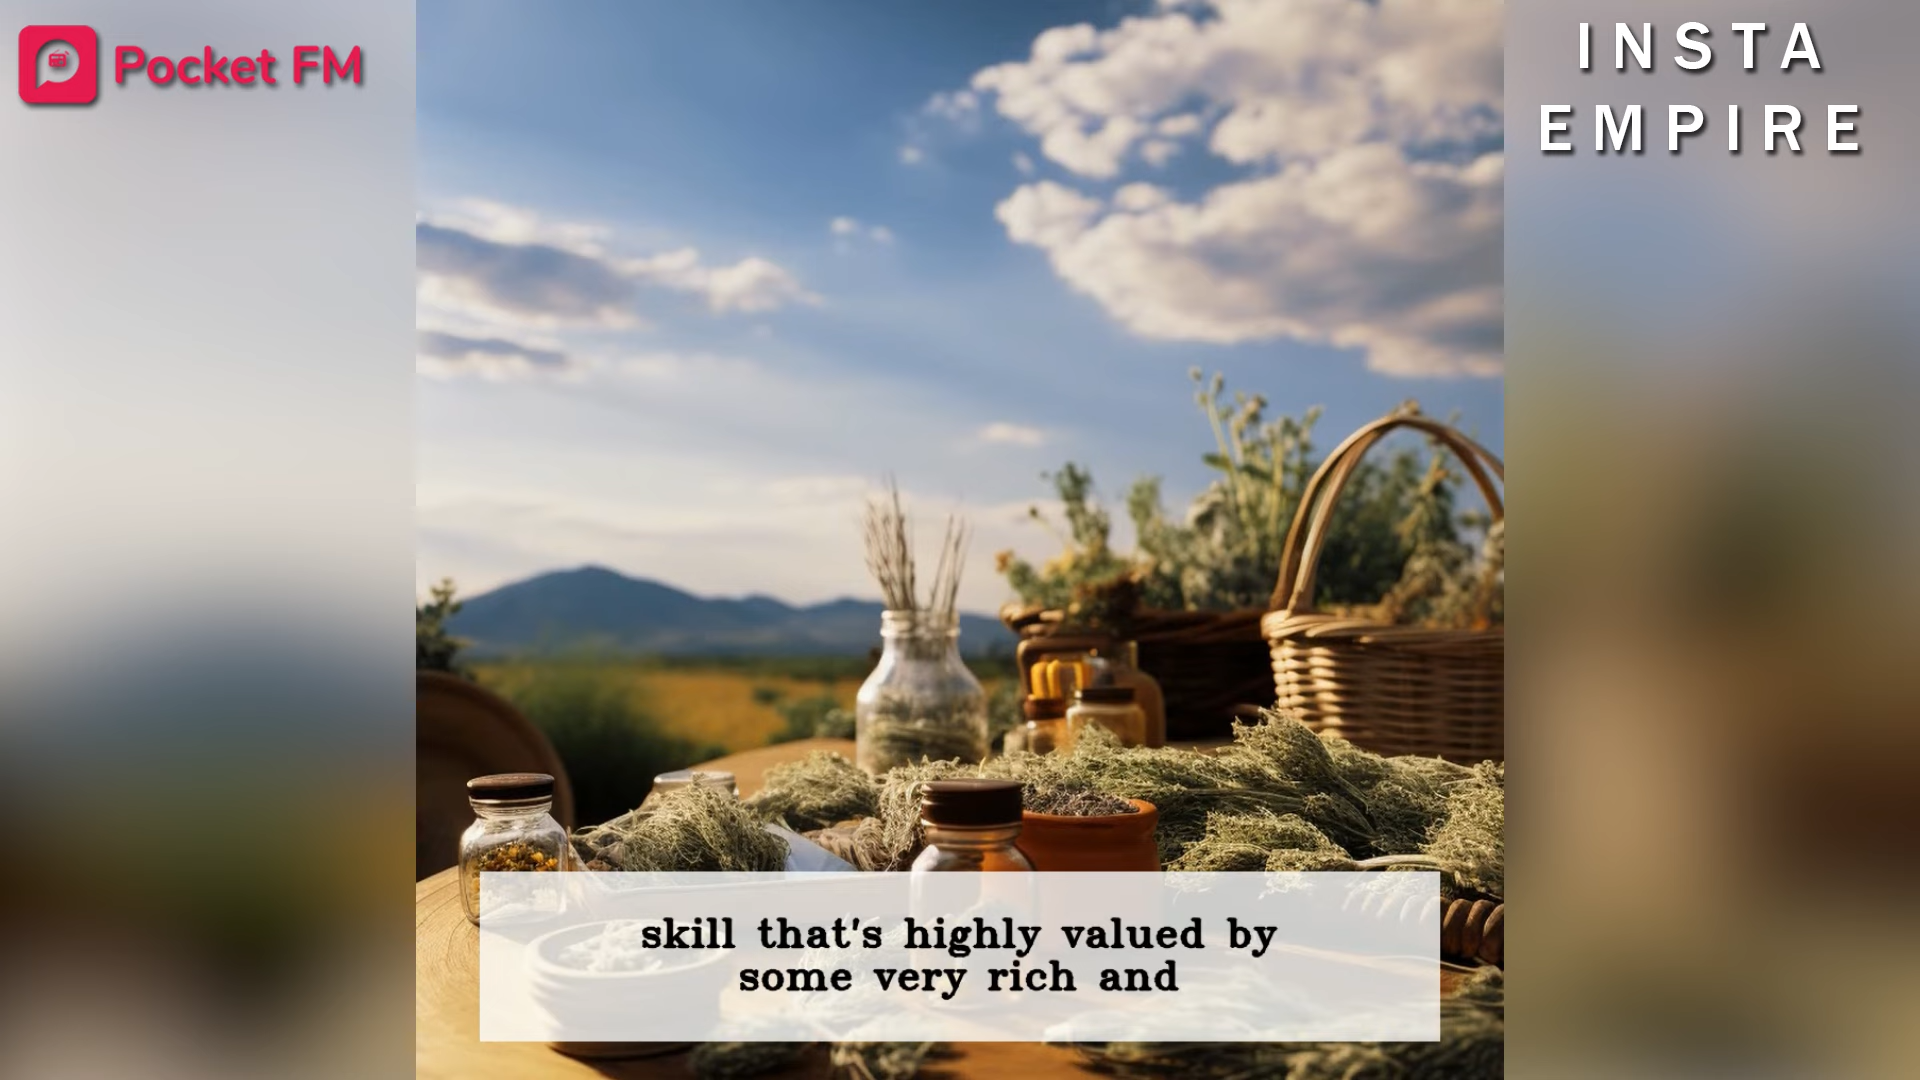 Pocket FM
INSTA
EMPIRE
skill that's highly valued by
some very rich and